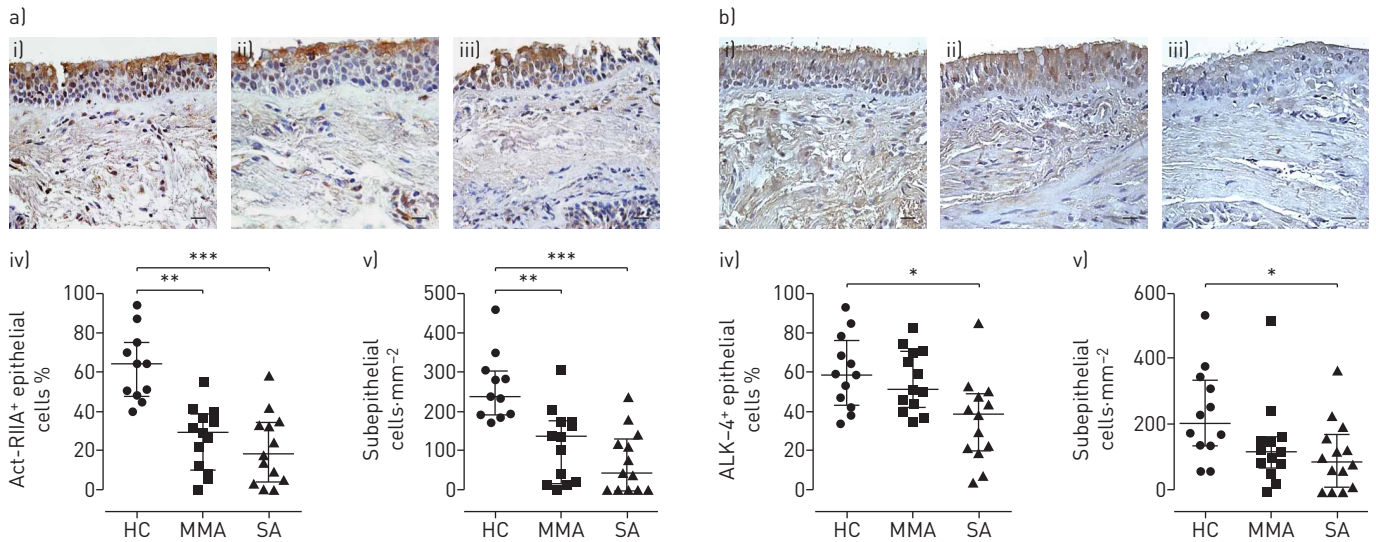 a)
i)
ii)
iii)
iv)
***
**
Act-RIIA⁺ epithelial
cells %
100
80
60
40
20
0
HC MMA SA
v)
***
**
Subepithelial
cells·mm⁻²
500
400
300
200
100
0
HC MMA SA
b)
i)
ii)
iii)
iv)
*
ALK–4⁺ epithelial
cells %
100
80
60
40
20
0
HC MMA SA
v)
*
Subepithelial
cells·mm⁻²
600
400
200
0
HC MMA SA